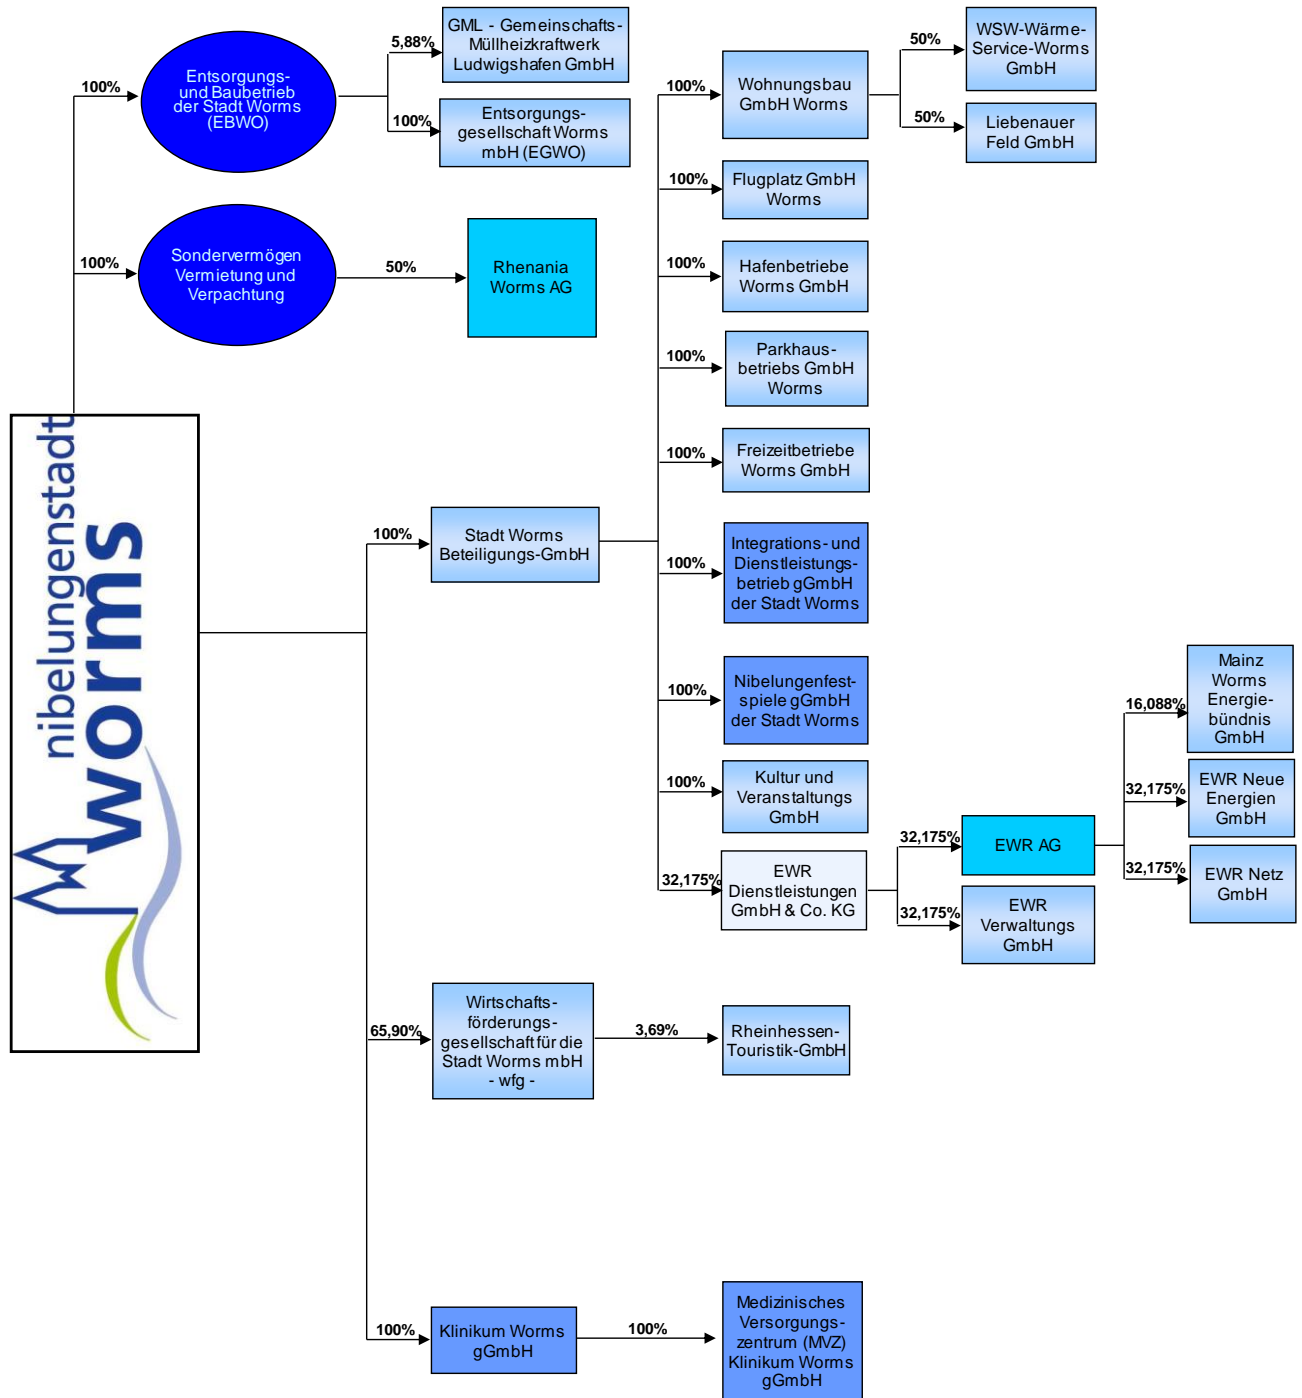 GML - Gemeinschafts-
Müllheizkraftwerk
Ludwigshafen GmbH
5,88%
100%
Entsorgungs-
und Baubetrieb
der Stadt Worms
(EBWO)
100%
Entsorgungs-
gesellschaft Worms
mbH (EGWO)
100%
Sondervermögen
Vermietung und
Verpachtung
50%
Rhenania
Worms AG
nibelungenstadt
worms
100%
Stadt Worms
Beteiligungs-GmbH
100%
Wohnungsbau
GmbH Worms
50%
WSW-Wärme-
Service-Worms
GmbH
50%
Liebenauer
Feld GmbH
100%
Flugplatz GmbH
Worms
100%
Hafenbetriebe
Worms GmbH
100%
Parkhaus-
betriebs GmbH
Worms
100%
Freizeitbetriebe
Worms GmbH
100%
Integrations- und
Dienstleistungs-
betrieb gGmbH
der Stadt Worms
100%
Nibelungenfest-
spiele gGmbH
der Stadt Worms
100%
Kultur und
Veranstaltungs
GmbH
32,175%
EWR
Dienstleistungen
GmbH & Co. KG
32,175%
EWR AG
32,175%
EWR
Verwaltungs
GmbH
16,088%
Mainz
Worms
Energie-
bündnis
GmbH
32,175%
EWR Neue
Energien
GmbH
32,175%
EWR Netz
GmbH
65,90%
Wirtschafts-
förderungs-
gesellschaft für die
Stadt Worms mbH
- wfg -
3,69%
Rheinhessen-
Touristik-GmbH
100%
Klinikum Worms
gGmbH
100%
Medizinisches
Versorgungs-
zentrum (MVZ)
Klinikum Worms
gGmbH